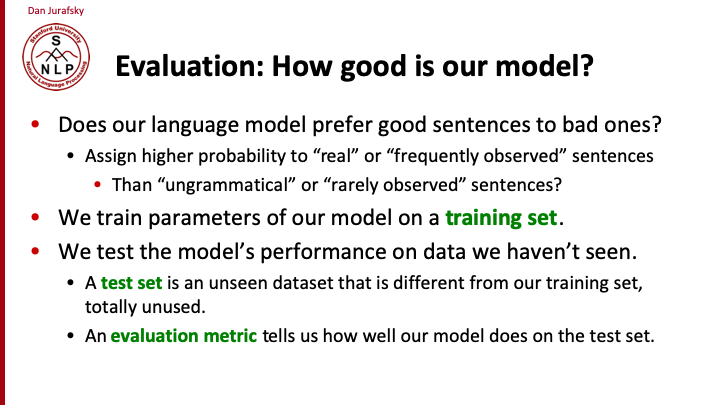 Dan Jurafsky
Stanford University
S
N L P
Natural Language Processing
Evaluation: How good is our model?
• Does our language model prefer good sentences to bad ones?
• Assign higher probability to “real” or “frequently observed” sentences
• Than “ungrammatical” or “rarely observed” sentences?
• We train parameters of our model on a training set.
• We test the model’s performance on data we haven’t seen.
• A test set is an unseen dataset that is different from our training set,
totally unused.
• An evaluation metric tells us how well our model does on the test set.